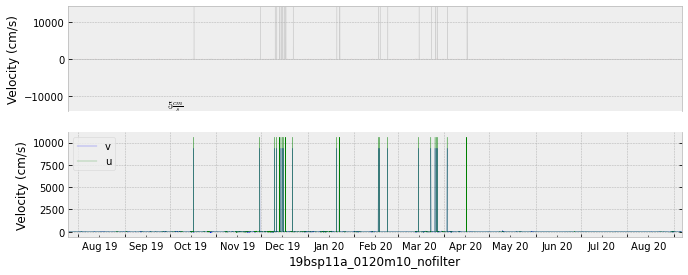 Velocity (cm/s)
10000
0
−10000
5 cm/s
Velocity (cm/s)
10000
7500
5000
2500
0
v
u
Aug 19 Sep 19 Oct 19 Nov 19 Dec 19 Jan 20 Feb 20 Mar 20 Apr 20 May 20 Jun 20 Jul 20 Aug 20
19bsp11a_0120m10_nofilter